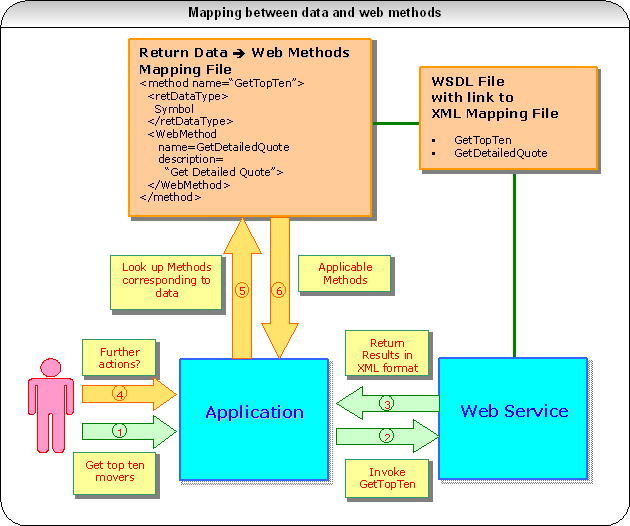 Mapping between data and web methods
Return Data ➔ Web Methods
Mapping File
<method name=“GetTopTen”>
<retDataType>
Symbol
</retDataType>
<WebMethod
name=GetDetailedQuote
description=
“Get Detailed Quote”>
</WebMethod>
</method>
WSDL File
with link to
XML Mapping File
▪ GetTopTen
▪ GetDetailedQuote
Look up Methods
corresponding to
data
5
6
Applicable
Methods
Further
actions?
4
1
Get top ten
movers
Application
Return
Results in
XML format
3
2
Invoke
GetTopTen
Web Service